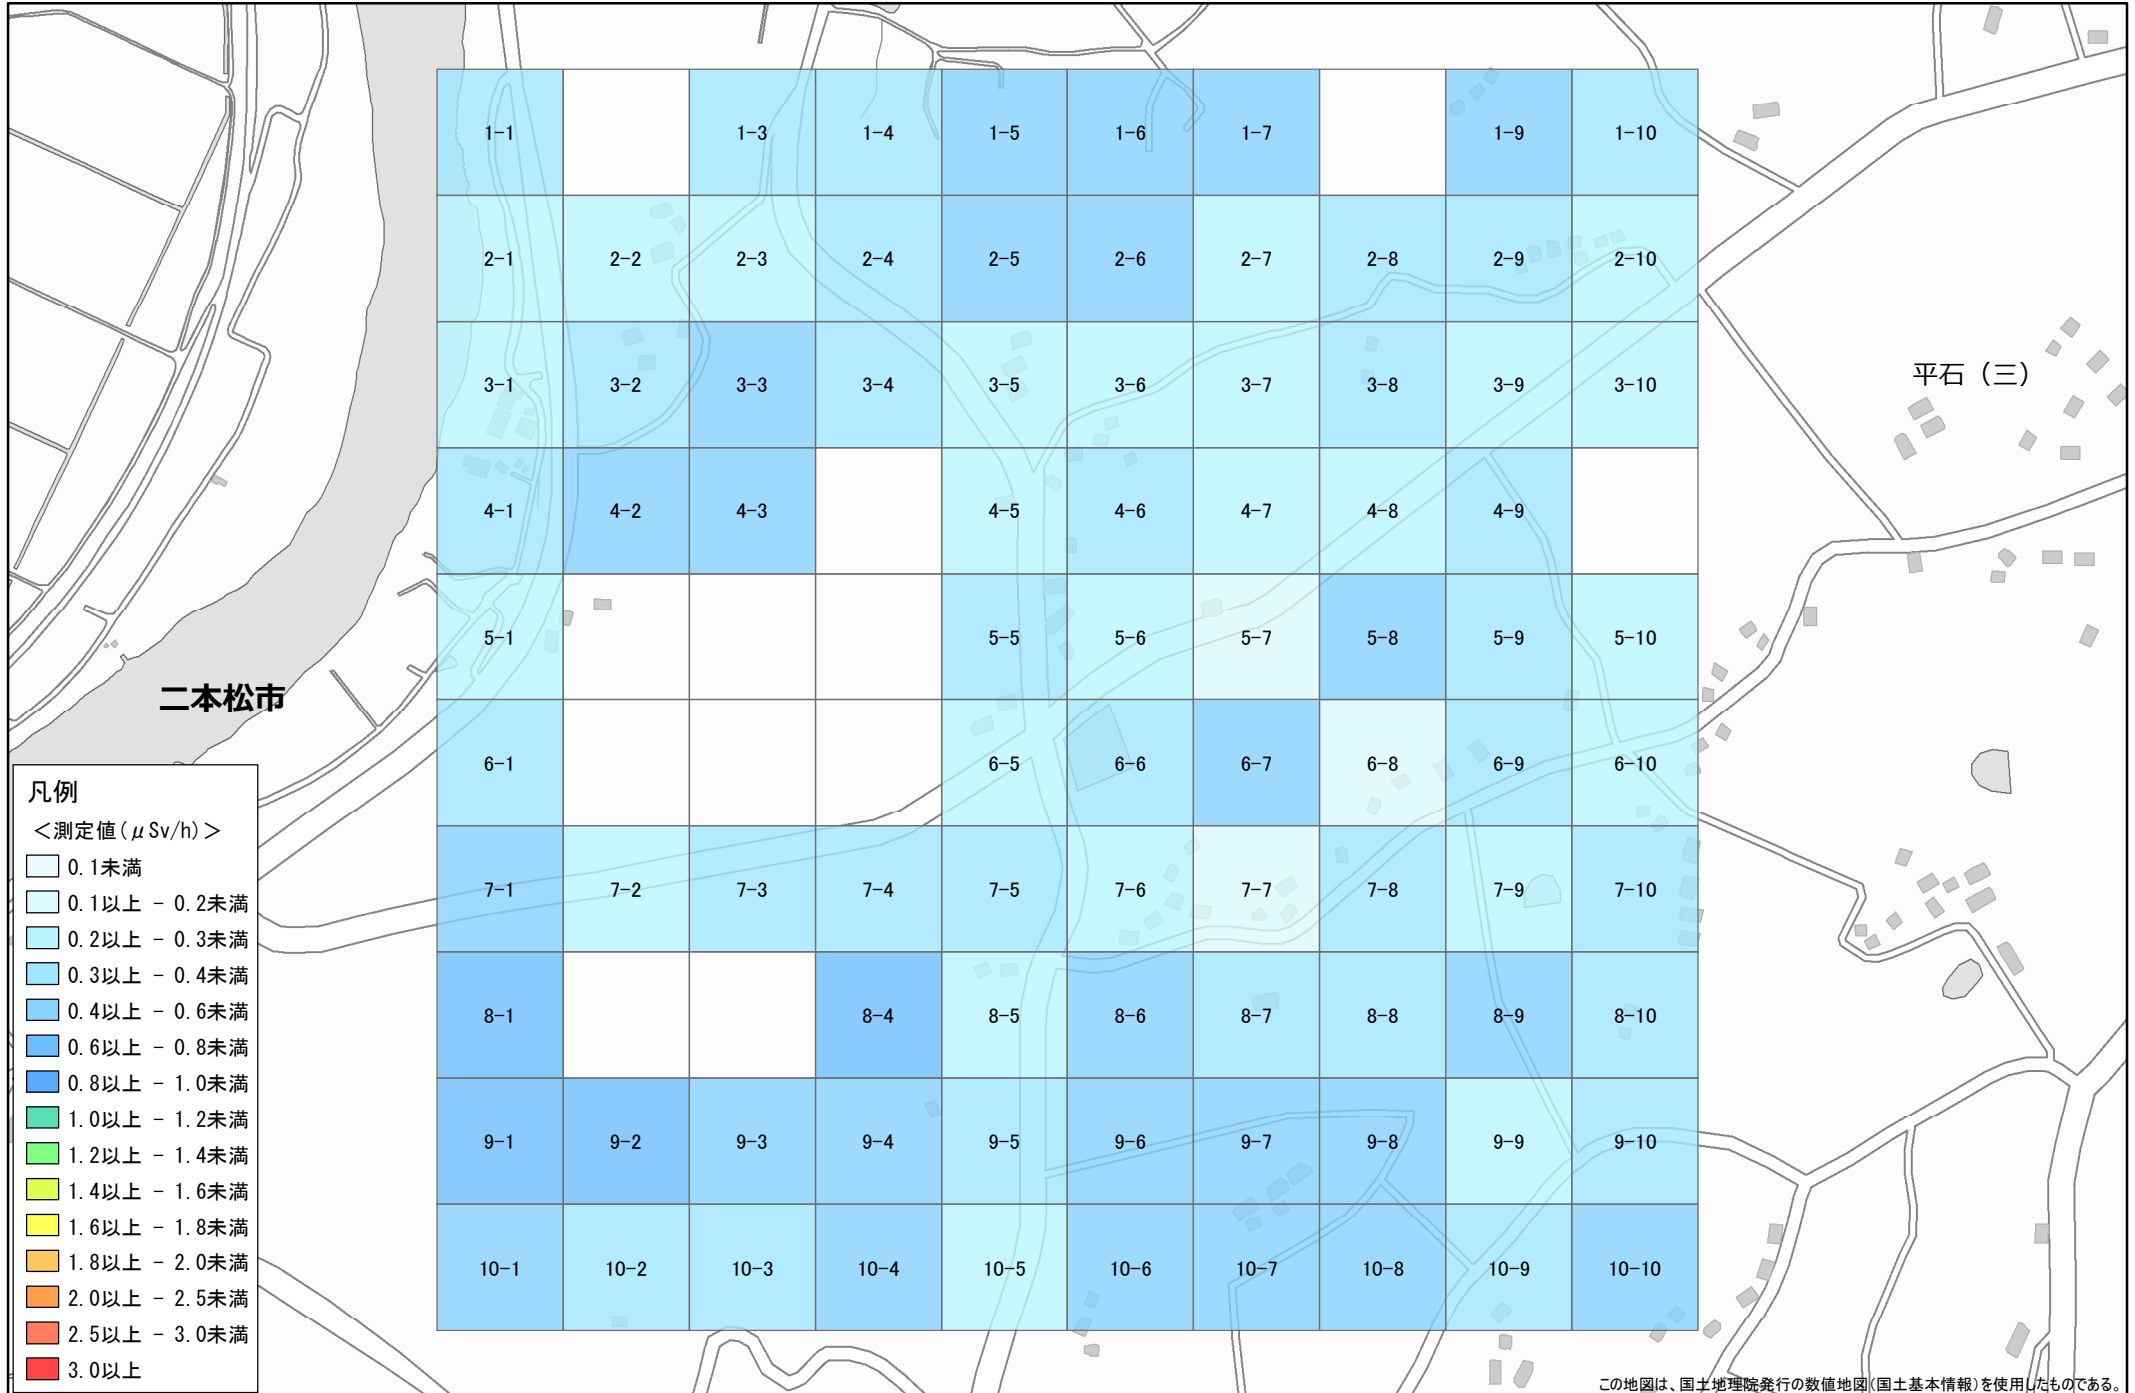 1-1 1-3 1-4 1-5 1-6 1-7 1-9 1-10
2-1 2-2 2-3 2-4 2-5 2-6 2-7 2-8 2-9 2-10
3-1 3-2 3-3 3-4 3-5 3-6 3-7 3-8 3-9 3-10
平石（三）
4-1 4-2 4-3 4-5 4-6 4-7 4-8 4-9
5-1 5-5 5-6 5-7 5-8 5-9 5-10
二本松市
6-1 6-5 6-6 6-7 6-8 6-9 6-10
7-1 7-2 7-3 7-4 7-5 7-6 7-7 7-8 7-9 7-10
8-1 8-4 8-5 8-6 8-7 8-8 8-9 8-10
9-1 9-2 9-3 9-4 9-5 9-6 9-7 9-8 9-9 9-10
10-1 10-2 10-3 10-4 10-5 10-6 10-7 10-8 10-9 10-10
凡例
＜測定値(μSv/h)＞
0.1未満
0.1以上 - 0.2未満
0.2以上 - 0.3未満
0.3以上 - 0.4未満
0.4以上 - 0.6未満
0.6以上 - 0.8未満
0.8以上 - 1.0未満
1.0以上 - 1.2未満
1.2以上 - 1.4未満
1.4以上 - 1.6未満
1.6以上 - 1.8未満
1.8以上 - 2.0未満
2.0以上 - 2.5未満
2.5以上 - 3.0未満
3.0以上
この地図は、国土地理院発行の数値地図(国土基本情報)を使用したものである。